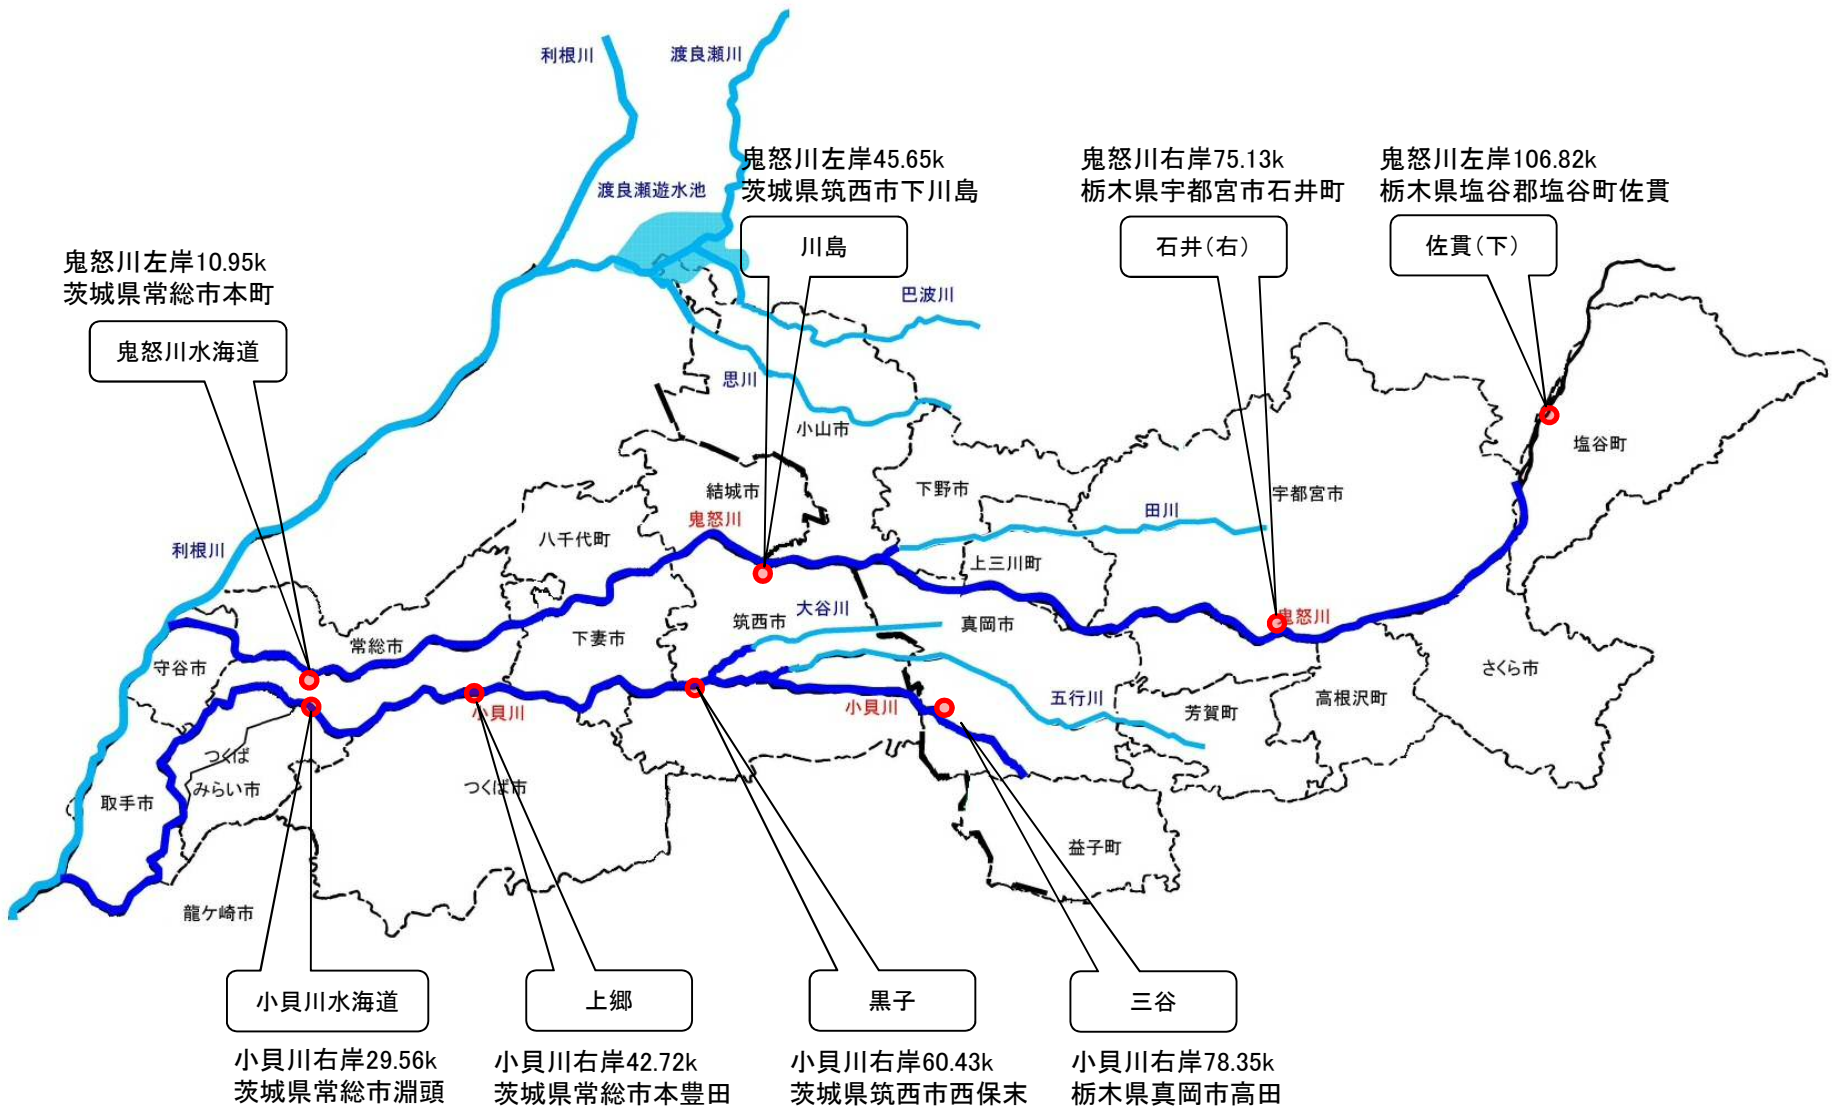 利根川
渡良瀬川
鬼怒川左岸45.65k
茨城県筑西市下川島
鬼怒川右岸75.13k
栃木県宇都宮市石井町
鬼怒川左岸106.82k
栃木県塩谷郡塩谷町佐貫
渡良瀬遊水池
川島
石井（右）
佐貫（下）
鬼怒川左岸10.95k
茨城県常総市本町
鬼怒川水海道
巴波川
思川
小山市
塩谷町
結城市
下野市
宇都宮市
鬼怒川
田川
八千代町
利根川
上三川町
大谷川
筑西市
真岡市
鬼怒川
下妻市
常総市
守谷市
さくら市
小貝川
小貝川
五行川
芳賀町
高根沢町
つくば
みらい市
つくば市
取手市
益子町
龍ケ崎市
小貝川水海道
上郷
黒子
三谷
小貝川右岸29.56k
茨城県常総市淵頭
小貝川右岸42.72k
茨城県常総市本豊田
小貝川右岸60.43k
茨城県筑西市西保末
小貝川右岸78.35k
栃木県真岡市高田